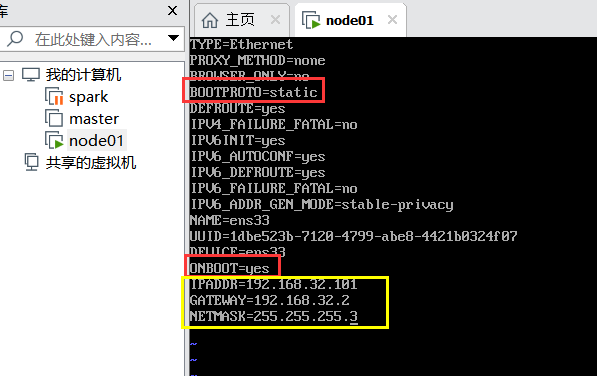 库
主页
node01
在此处键入内容...
我的计算机
spark
master
node01
共享的虚拟机
TYPE=Ethernet
PROXY_METHOD=none
BROWSER_ONLY=no
BOOTPROTO=static
DEFROUTE=yes
IPV4_FAILURE_FATAL=no
IPV6INIT=yes
IPV6_AUTOCONF=yes
IPV6_DEFROUTE=yes
IPV6_FAILURE_FATAL=no
IPV6_ADDR_GEN_MODE=stable-privacy
NAME=ens33
UUID=1dbe523b-7120-4799-abe8-4421b0324f07
DEVICE=ens33
ONBOOT=yes
IPADDR=192.168.32.101
GATEWAY=192.168.32.2
NETMASK=255.255.255.3
~
~
~